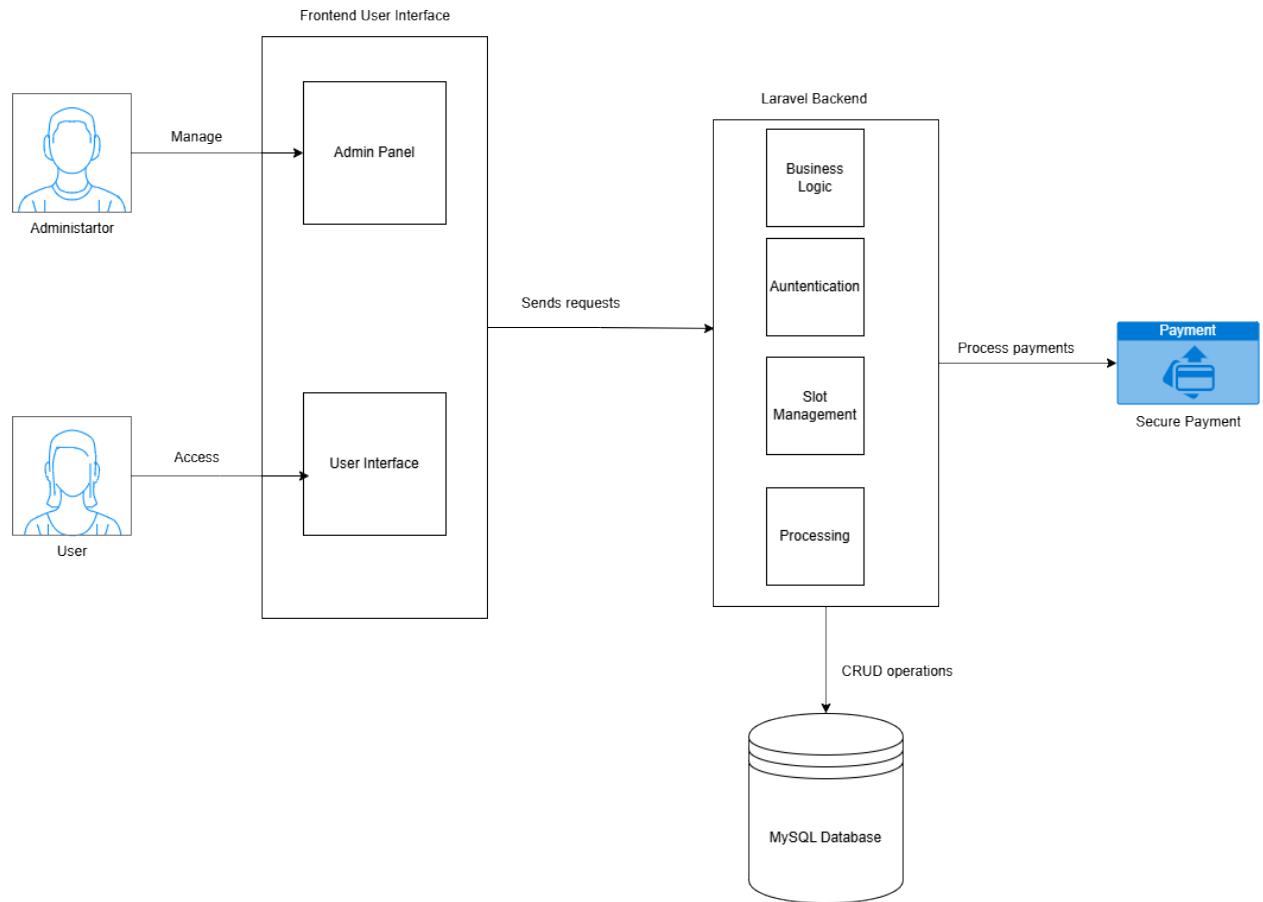 Frontend User Interface
Admin Panel
Manage
Administartor
Laravel Backend
Business
Logic
Auntentication
Sends requests
Slot
Management
Processing
Process payments
Payment
Secure Payment
Access
User Interface
User
CRUD operations
MySQL Database